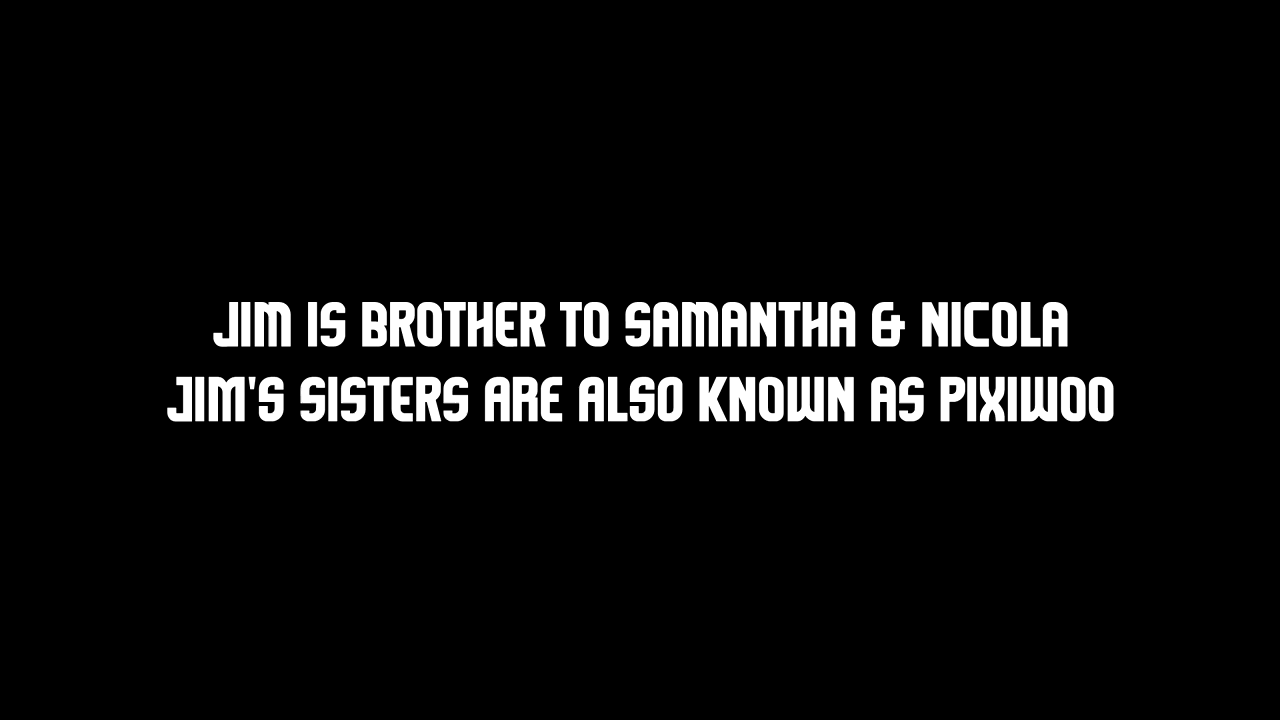 JIM IS BROTHER TO SAMANTHA & NICOLA
JIM'S SISTERS ARE ALSO KNOWN AS PIXIWOO